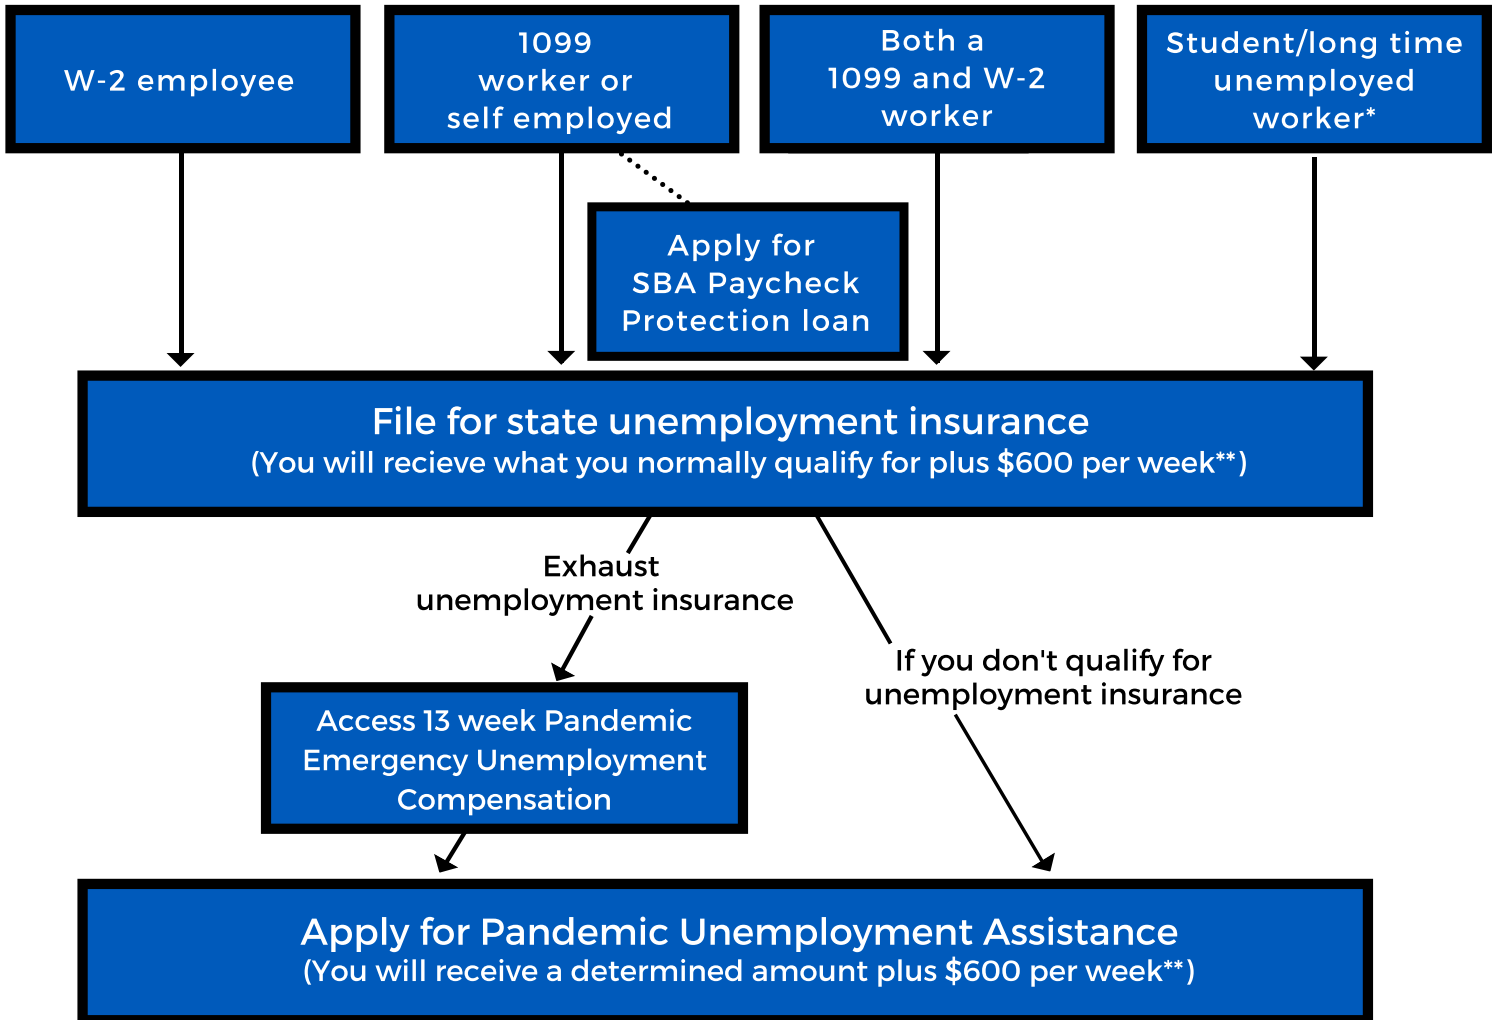 W-2 employee
1099
worker or
self employed
Both a
1099 and W-2
worker
Student/long time
unemployed
worker*
Apply for
SBA Paycheck
Protection loan
File for state unemployment insurance
(You will recieve what you normally qualify for plus $600 per week**)
Exhaust
unemployment insurance
If you don't qualify for
unemployment insurance
Access 13 week Pandemic
Emergency Unemployment
Compensation
Apply for Pandemic Unemployment Assistance
(You will receive a determined amount plus $600 per week**)